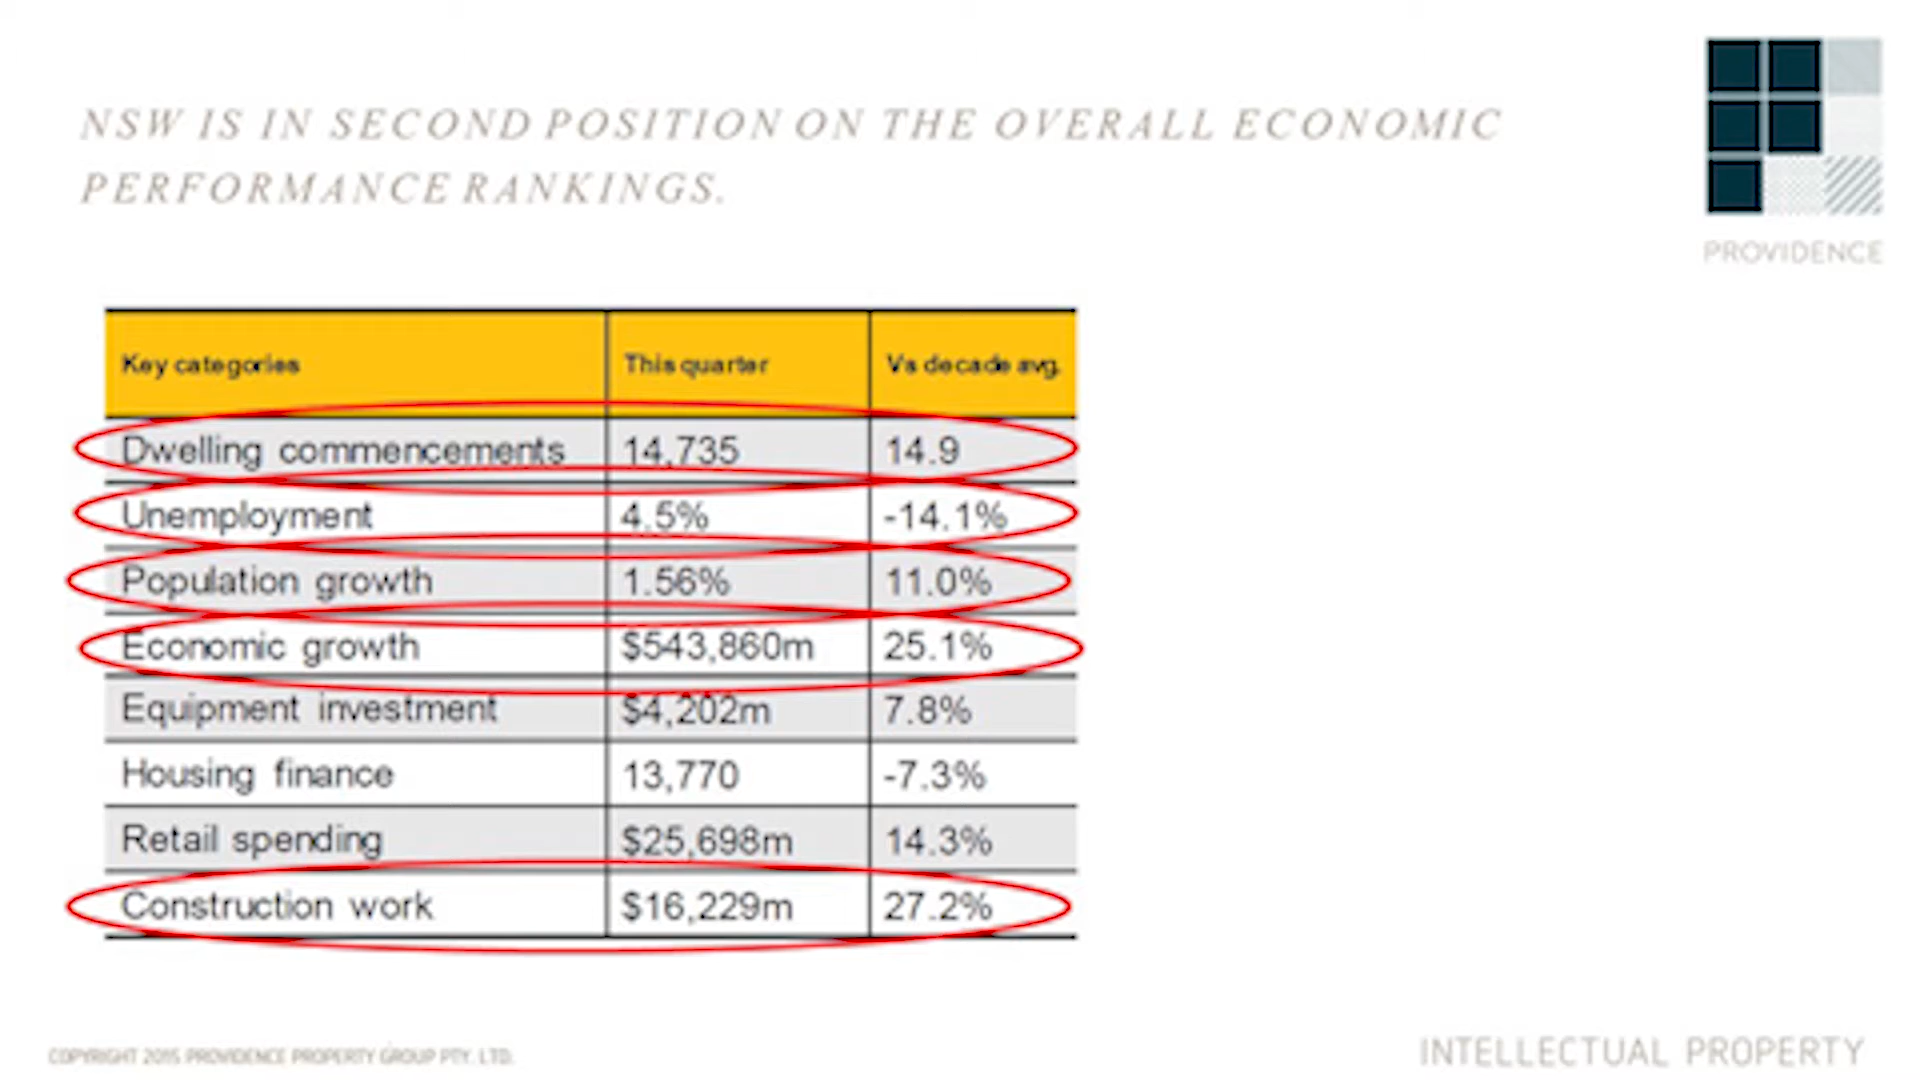 NSW IS IN SECOND POSITION ON THE OVERALL ECONOMIC
PERFORMANCE RANKINGS.
PROVIDENCE
Key categories This quarter Vs decade avg.
Dwelling commencements 14,735 14.9
Unemployment 4.5% -14.1%
Population growth 1.56% 11.0%
Economic growth $543,860m 25.1%
Equipment investment $4,202m 7.8%
Housing finance 13,770 -7.3%
Retail spending $25,698m 14.3%
Construction work $16,229m 27.2%
COPYRIGHT 2015 PROVIDENCE PROPERTY GROUP PTY. LTD.
INTELLECTUAL PROPERTY